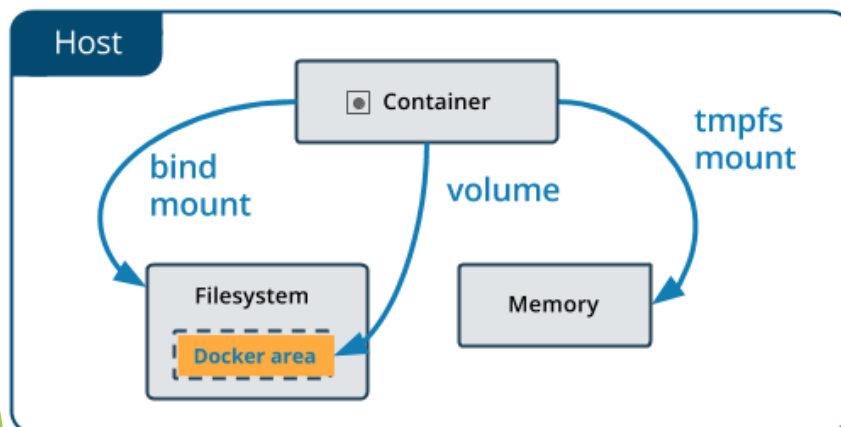 Host
Container
bind
mount
volume
tmpfs
mount
Filesystem
Docker area
Memory